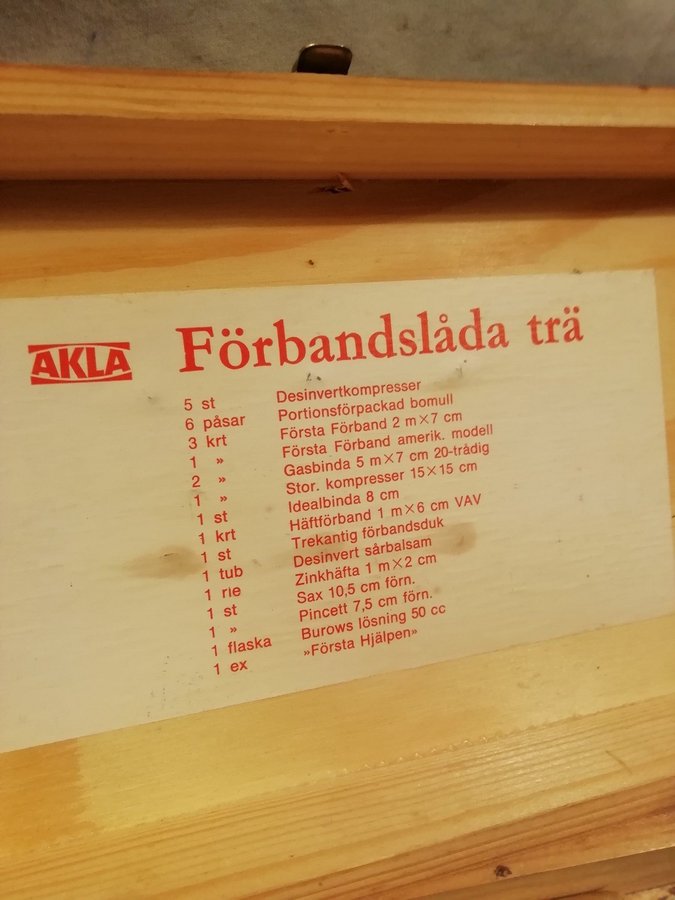 AKLA
Förbandslåda trä
5 st Desinvertkompresser
6 påsar Portionsförpackad bomull
3 krt Första Förband 2 m×7 cm
1 » Första Förband amerik. modell
2 » Gasbinda 5 m×7 cm 20-trådig
1 » Stor. kompresser 15×15 cm
1 st Idealbinda 8 cm
1 krt Häftförband 1 m×6 cm VAV
1 st Trekantig förbandsduk
1 tub Desinvert sårbalsam
1 rle Zinkhäfta 1 m×2 cm
1 st Sax 10,5 cm förn.
1 » Pincett 7,5 cm förn.
1 flaska Burows lösning 50 cc
1 ex »Första Hjälpen»